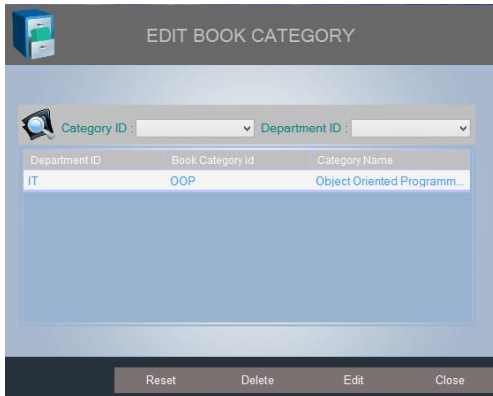 EDIT BOOK CATEGORY
Category ID : Department ID :
Department ID Book Category id Category Name
IT OOP Object Oriented Programm...
Reset Delete Edit Close